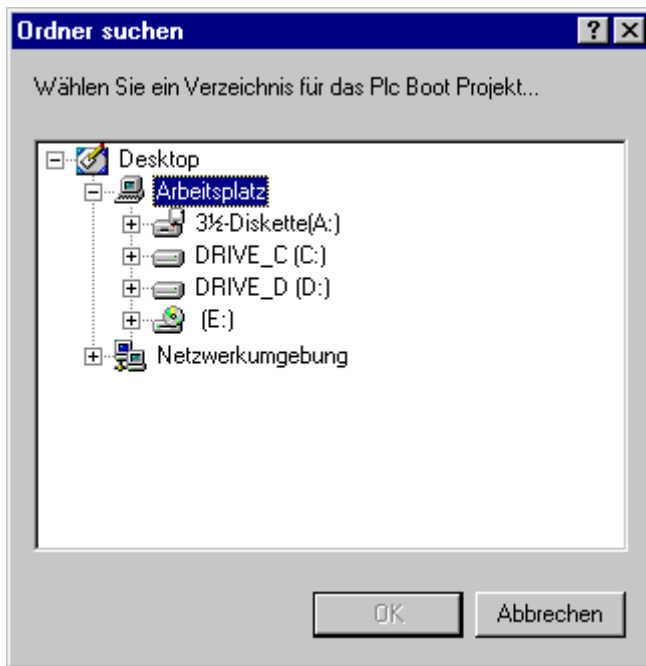 Ordner suchen
Wählen Sie ein Verzeichnis für das Plc Boot Projekt...
Desktop
Arbeitsplatz
3½-Diskette(A:)
DRIVE_C (C:)
DRIVE_D (D:)
(E:)
Netzwerkumgebung
OK Abbrechen